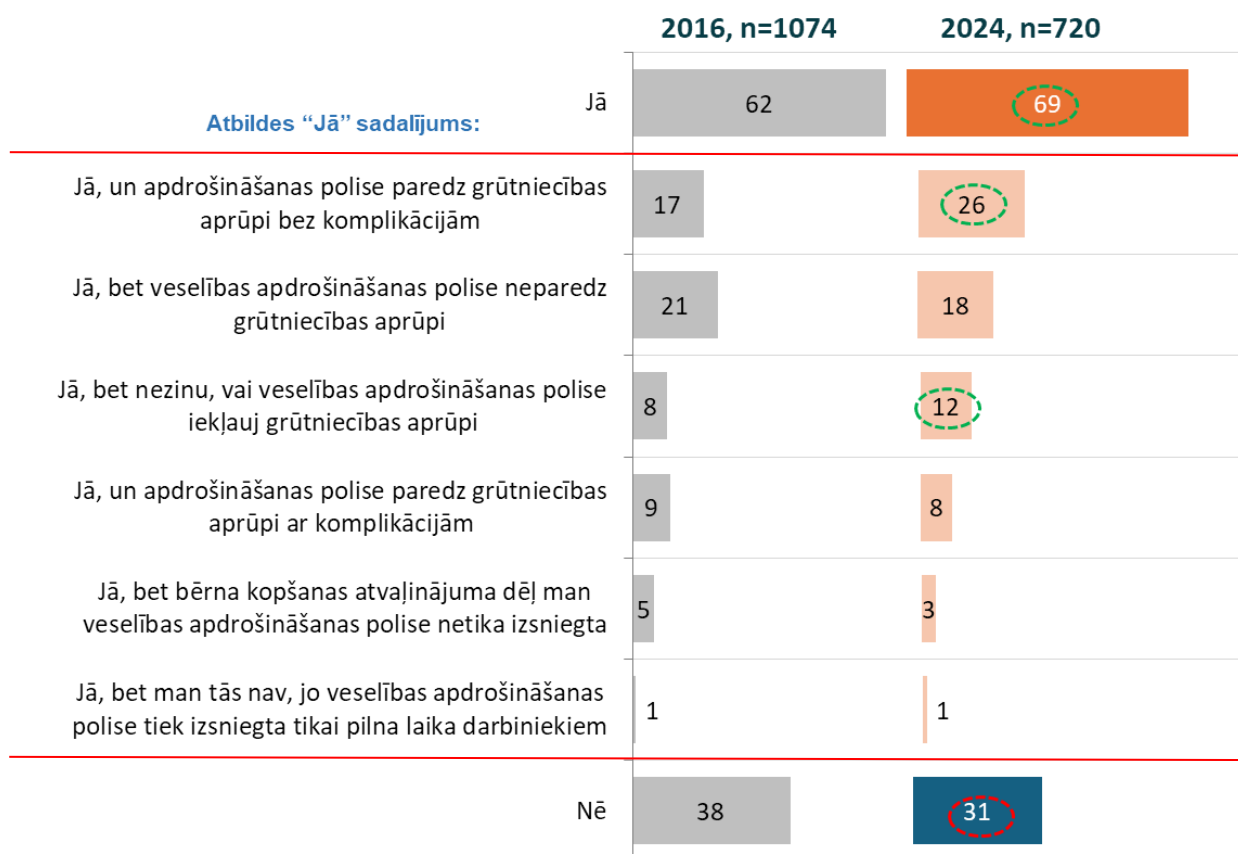 2016, n=1074 2024, n=720
Jā 62 69
Atbildes “Jā” sadalījums:
Jā, un apdrošināšanas polise paredz grūtniecības
aprūpi bez komplikācijām
17 26
Jā, bet veselības apdrošināšanas polise neparedz
grūtniecības aprūpi
21 18
Jā, bet nezinu, vai veselības apdrošināšanas polise
iekļauj grūtniecības aprūpi
8 12
Jā, un apdrošināšanas polise paredz grūtniecības
aprūpi ar komplikācijām
9 8
Jā, bet bērna kopšanas atvaļinājuma dēļ man
veselības apdrošināšanas polise netika izsniegta
5 3
Jā, bet man tās nav, jo veselības apdrošināšanas
polise tiek izsniegta tikai pilna laika darbiniekiem
1 1
Nē 38 31